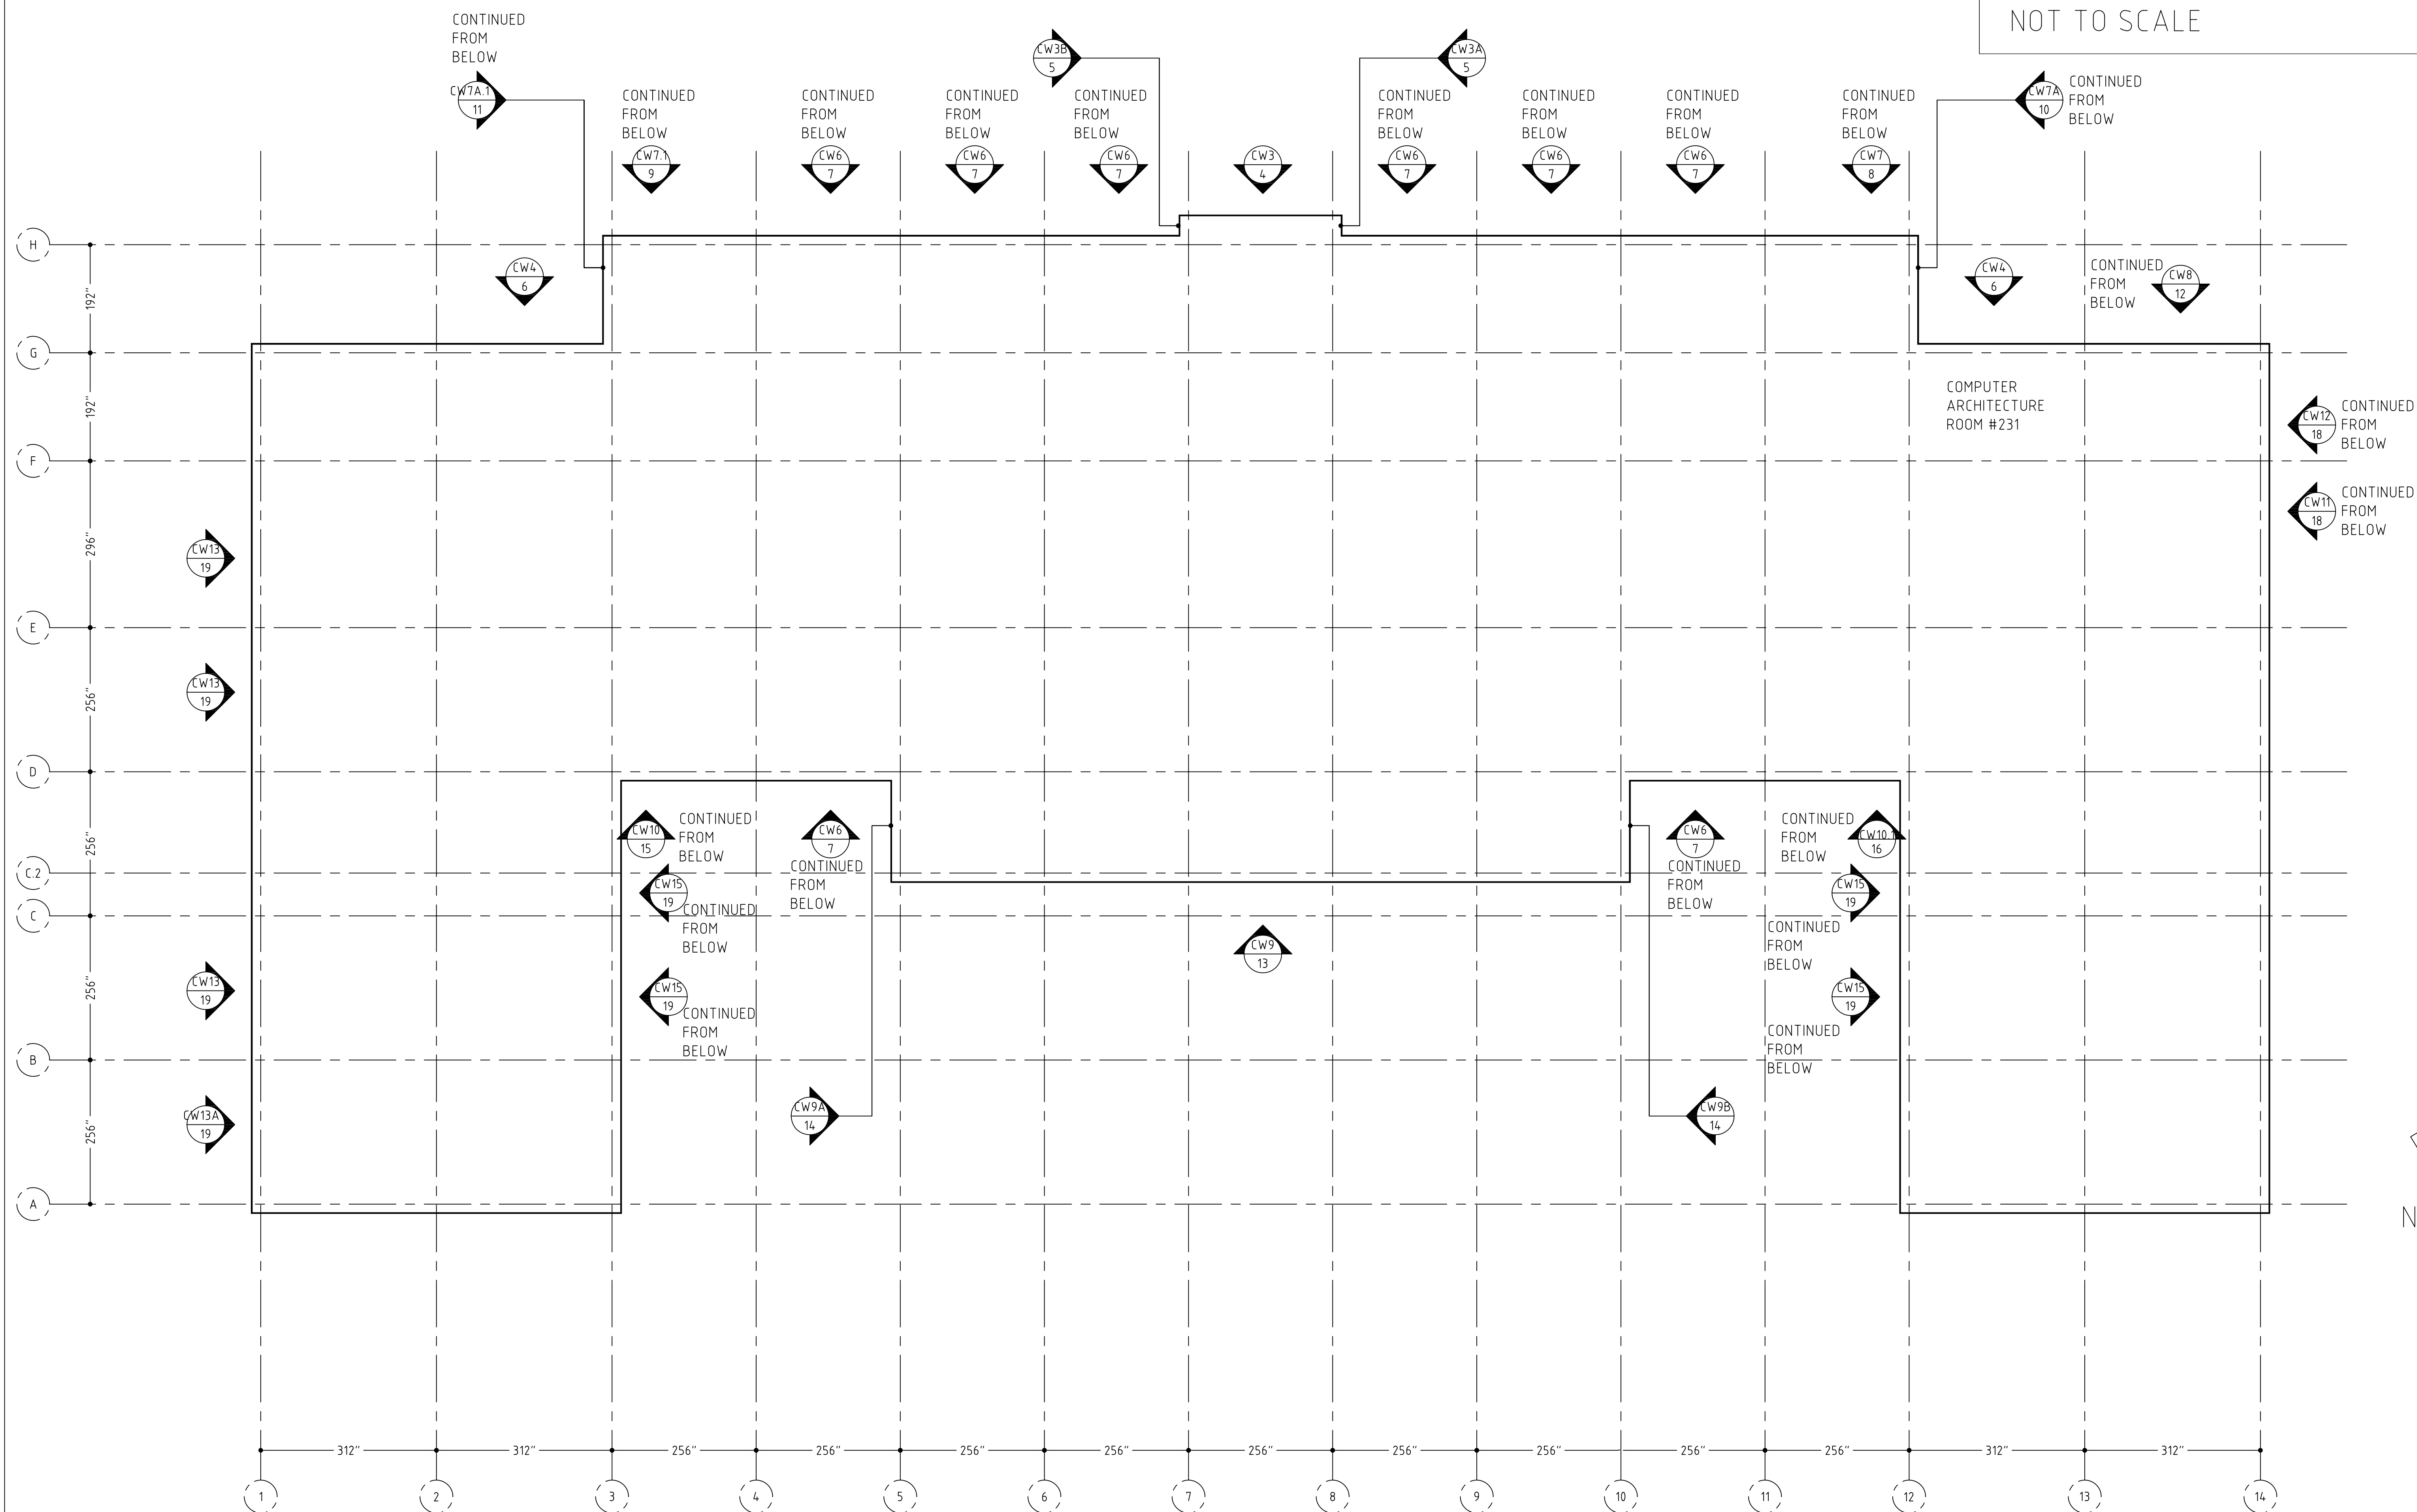 NOT TO SCALE
CONTINUED
FROM
BELOW
CW7A.1
11
CW3B
5
CW3A
5
CW7A
10
CONTINUED
FROM
BELOW
CONTINUED
FROM
BELOW
CW7.1
9
CONTINUED
FROM
BELOW
CW6
7
CONTINUED
FROM
BELOW
CW6
7
CONTINUED
FROM
BELOW
CW6
7
CW3
4
CONTINUED
FROM
BELOW
CW6
7
CONTINUED
FROM
BELOW
CW6
7
CONTINUED
FROM
BELOW
CW6
7
CONTINUED
FROM
BELOW
CW7
8
H
CW4
6
CW4
6
CONTINUED
FROM
BELOW
CW8
12
192"
G
192"
COMPUTER
ARCHITECTURE
ROOM #231
CW12
18
CONTINUED
FROM
BELOW
F
CW11
18
CONTINUED
FROM
BELOW
296"
CW13
19
E
256"
CW13
19
D
256"
CW10
15
CONTINUED
FROM
BELOW
CW6
7
CONTINUED
FROM
BELOW
CW6
7
CONTINUED
FROM
BELOW
CONTINUED
FROM
BELOW
CW10.1
16
C.2
CW15
19
CONTINUED
FROM
BELOW
CW15
19
CONTINUED
FROM
BELOW
C
CW9
13
256"
CW13
19
CW15
19
CONTINUED
FROM
BELOW
CW15
19
CONTINUED
FROM
BELOW
B
256"
CW13A
19
CW9A
14
CW9B
14
A
N
312"
312"
256"
256"
256"
256"
256"
256"
256"
256"
256"
312"
312"
1
2
3
4
5
6
7
8
9
10
11
12
13
14